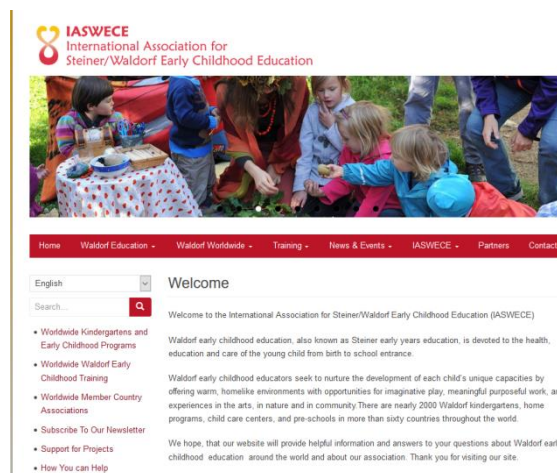 IASWECE
International Association for
Steiner/Waldorf Early Childhood Education
Home Waldorf Education Waldorf Worldwide Training News & Events IASWECE Partners Contact
English
Search...
Worldwide Kindergartens and
Early Childhood Programs
Worldwide Waldorf Early
Childhood Training
Worldwide Member Country
Associations
Subscribe To Our Newsletter
Support for Projects
How You can Help
Welcome
Welcome to the International Association for Steiner/Waldorf Early Childhood Education (IASWECE)
Waldorf early childhood education, also known as Steiner early years education, is devoted to the health,
education and care of the young child from birth to school entrance.
Waldorf early childhood educators seek to nurture the development of each child's unique capacities by
offering warm, homelike environments with opportunities for imaginative play, meaningful purposeful work,
experiences in the arts, in nature and in community.There are nearly 2000 Waldorf kindergartens, home
programs, child care centers, and pre-schools in more than sixty countries throughout the world.
We hope, that our website will provide helpful information and answers to your questions about Waldorf
childhood education around the world and about our association. Thank you for visiting our site.